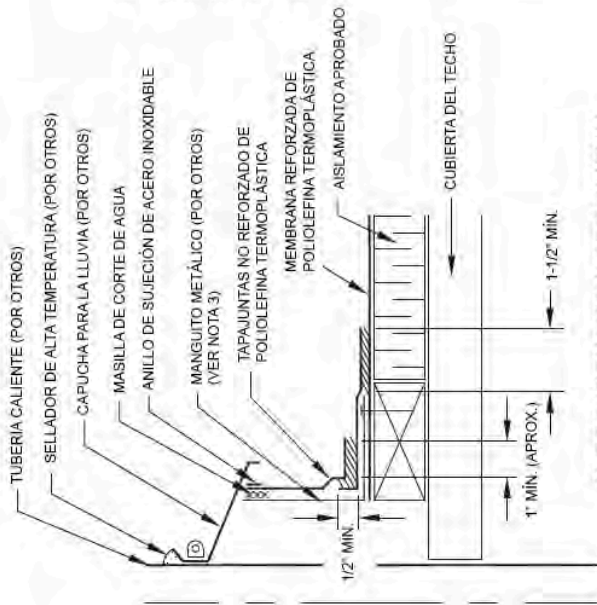 TUBERÍA CALIENTE (POR OTROS)
SELLADOR DE ALTA TEMPERATURA (POR OTROS)
CAPUCHA PARA LA LLUVIA (POR OTROS)
MASILLA DE CORTE DE AGUA
ANILLO DE SUJECIÓN DE ACERO INOXIDABLE
MANGUITO METÁLICO (POR OTROS)
(VER NOTA 3)
TAPAJUNTAS NO REFORZADO DE
POLIOLEFINA TERMOPLÁSTICA
MEMBRANA REFORZADA DE
POLIOLEFINA TERMOPLÁSTICA
AISLAMIENTO APROBADO
CUBIERTA DEL TECHO
1/2" MÍN.
1" MÍN. (APROX.)
1-1/2" MÍN.